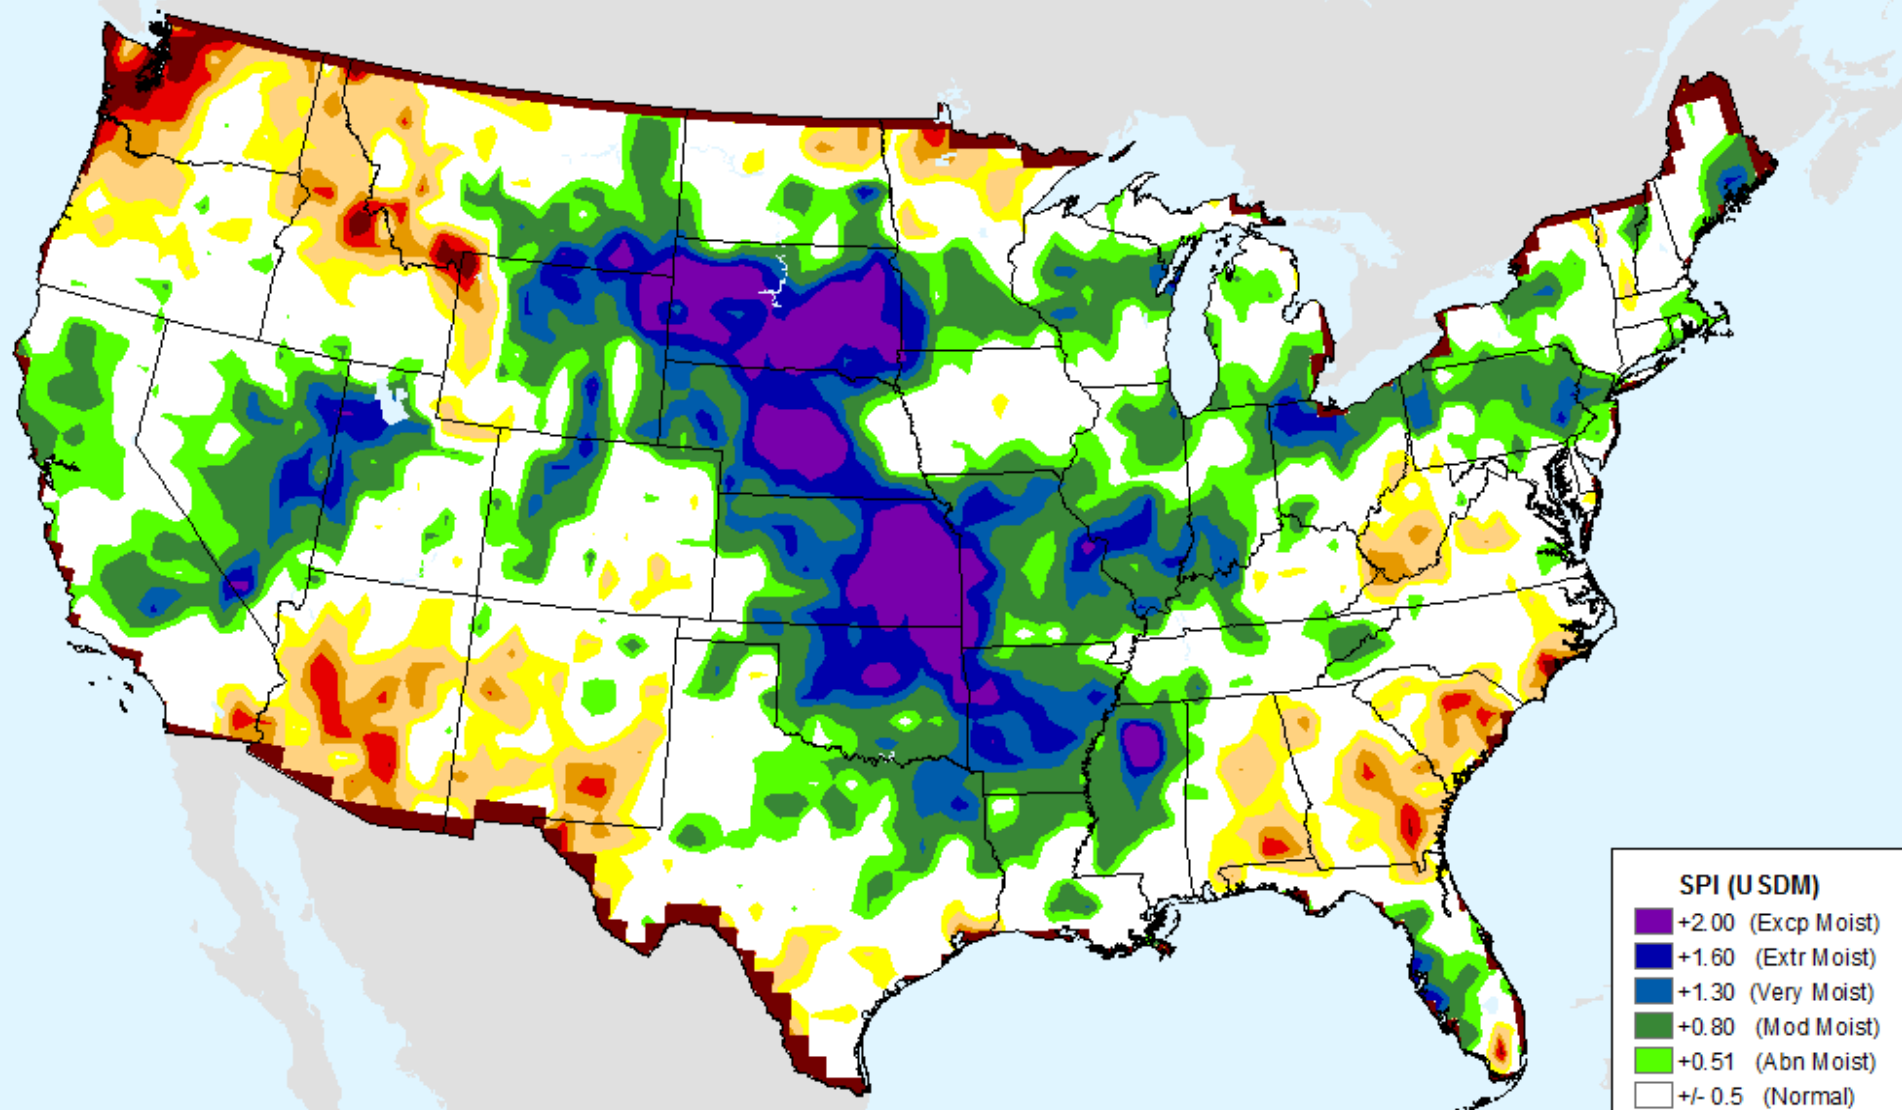 SPI (USDM)
+2.00 (Excp Moist)
+1.60 (Extr Moist)
+1.30 (Very Moist)
+0.80 (Mod Moist)
+0.51 (Abn Moist)
+/- 0.5 (Normal)